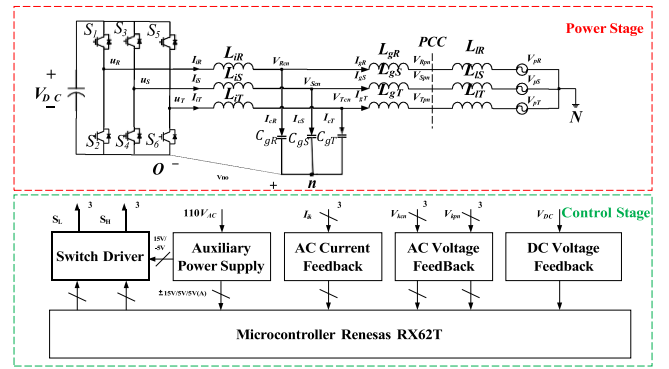 Power Stage
S1 S3 S5
LiR VRcn IgR LgR PCC LlR
uR IiR VRpn VpR
LiS VScn IgS LgS LlS
uS IiS VSpn VpS
LiT VTcn IgT LgT LlT
uT IiT VTpn VpT
+ VDC −
N
IcR IcS IcT
CgR CgS CgT
S2 S4 S6
O −
Vno
+ n
Control Stage
3 3 3 3 3
SL SH 110VAC Iik Vkcn Vkpn VDC
15V/
-5V
Switch Driver
Auxiliary
Power Supply
AC Current
Feedback
AC Voltage
FeedBack
DC Voltage
Feedback
±15V/5V/5V(A)
Microcontroller Renesas RX62T